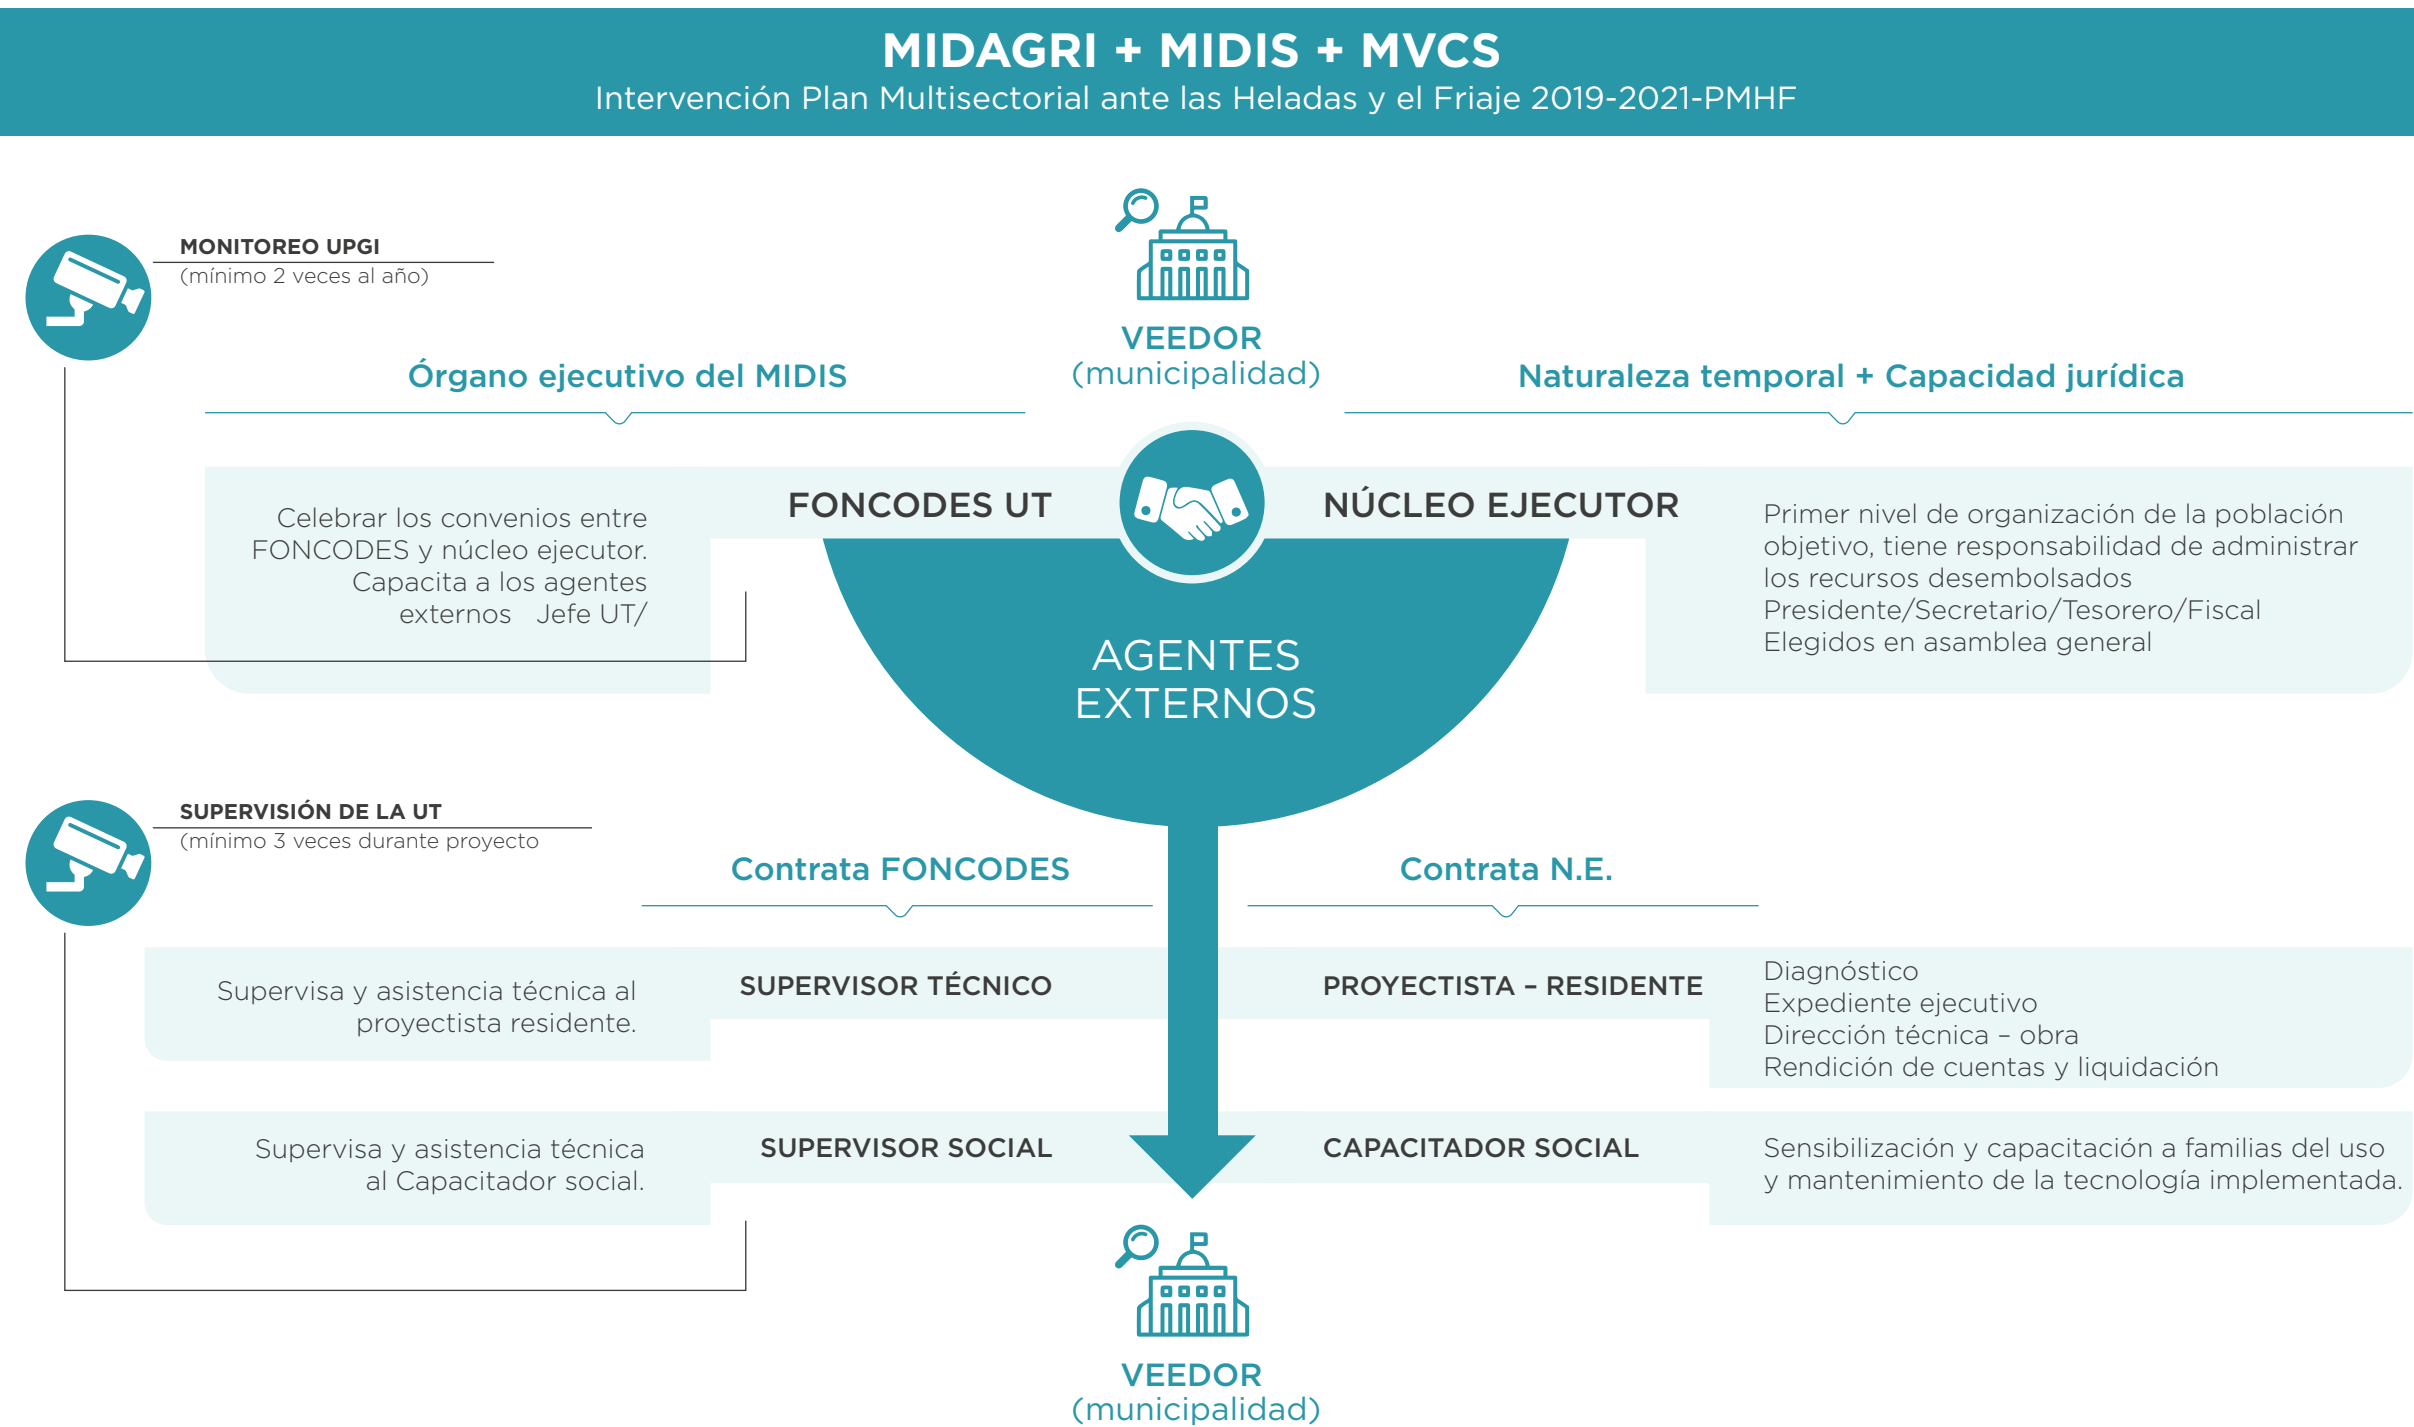 MIDAGRI + MIDIS + MVCS
Intervención Plan Multisectorial ante las Heladas y el Friaje 2019-2021-PMHF
MONITOREO UPGI
(mínimo 2 veces al año)
VEEDOR
(municipalidad)
Órgano ejecutivo del MIDIS
Naturaleza temporal + Capacidad jurídica
Celebrar los convenios entre
FONCODES y núcleo ejecutor.
Capacita a los agentes
externos Jefe UT/
FONCODES UT
NÚCLEO EJECUTOR
Primer nivel de organización de la población
objetivo, tiene responsabilidad de administrar
los recursos desembolsados
Presidente/Secretario/Tesorero/Fiscal
Elegidos en asamblea general
AGENTES
EXTERNOS
SUPERVISIÓN DE LA UT
(mínimo 3 veces durante proyecto
Contrata FONCODES
Contrata N.E.
Supervisa y asistencia técnica al
proyectista residente.
SUPERVISOR TÉCNICO
PROYECTISTA – RESIDENTE
Diagnóstico
Expediente ejecutivo
Dirección técnica – obra
Rendición de cuentas y liquidación
Supervisa y asistencia técnica
al Capacitador social.
SUPERVISOR SOCIAL
CAPACITADOR SOCIAL
Sensibilización y capacitación a familias del uso
y mantenimiento de la tecnología implementada.
VEEDOR
(municipalidad)